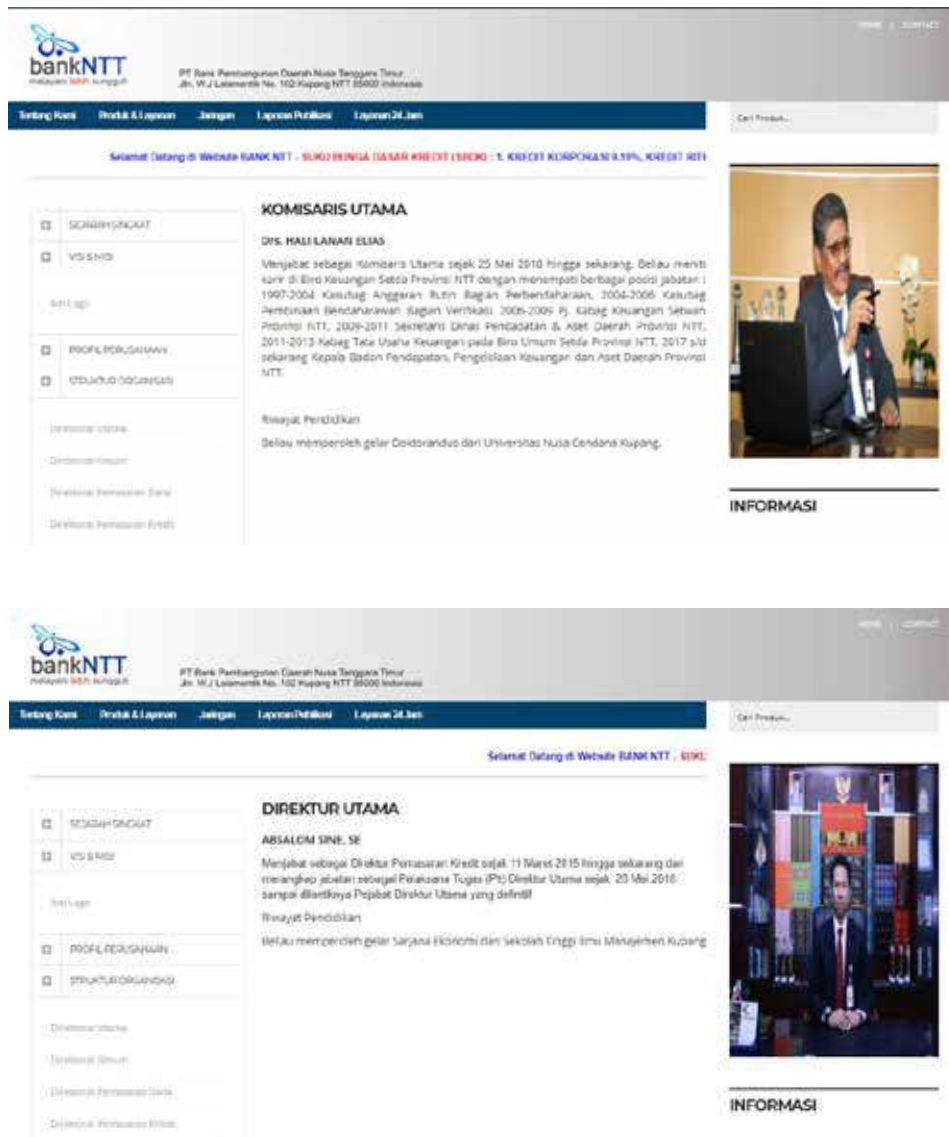 HOME | CONTACT
bankNTT
melayani lebih sungguh
PT Bank Pembangunan Daerah Nusa Tenggara Timur
Jln. W.J Lalamentik No. 102 Kupang NTT Indonesia
Tentang Kami Produk & Layanan Jaringan Laporan Publikasi Layanan 24 Jam
Cari Produk...
Selamat Datang di Website BANK NTT - SUKU BUNGA DASAR KREDIT (SBDK) : 1. KREDIT KORPORASI 9.19%, KREDIT RITE
KOMISARIS UTAMA
SEJARAH SINGKAT
Drs. HALI LANAN ELIAS
VISI & MISI
Menjabat sebagai Komisaris Utama sejak 25 Mei 2018 hingga sekarang. Beliau meniti
karir di Biro Keuangan Setda Provinsi NTT dengan menempati berbagai posisi jabatan :
1997-2004 Kasubag Anggaran Rutin Bagian Perbendaharaan, 2004-2006 Kasubag
Pembinaan Bendaharawan Bagian Verifikasi, 2006-2009 Pj. Kabag Keuangan Setwan
Provinsi NTT, 2009-2011 Sekretaris Dinas Pendapatan & Aset Daerah Provinsi NTT,
2011-2013 Kabag Tata Usaha Keuangan pada Biro Umum Setda Provinsi NTT, 2017 s/d
sekarang Kepala Badan Pendapatan, Pengelolaan Keuangan dan Aset Daerah Provinsi
NTT.
Arti Logo
PROFIL PERUSAHAAN
STRUKTUR ORGANISASI
Riwayat Pendidikan
Beliau memperoleh gelar Doktorandus dari Universitas Nusa Cendana Kupang.
Direktorat Utama
Direktorat Umum
Direktorat Pemasaran Dana
Direktorat Pemasaran Kredit
INFORMASI
HOME | CONTACT
bankNTT
melayani lebih sungguh
PT Bank Pembangunan Daerah Nusa Tenggara Timur
Jln. W.J Lalamentik No. 102 Kupang NTT Indonesia
Tentang Kami Produk & Layanan Jaringan Laporan Publikasi Layanan 24 Jam
Cari Produk...
Selamat Datang di Website BANK NTT - SUKU
DIREKTUR UTAMA
SEJARAH SINGKAT
ABSALOM SINE, SE
VISI & MISI
Menjabat sebagai Direktur Pemasaran Kredit sejak 11 Maret 2015 hingga sekarang dan
merangkap jabatan sebagai Pelaksana Tugas (Plt) Direktur Utama sejak Mei 2018
sampai dilantiknya Pejabat Direktur Utama yang definitif
Arti Logo
Riwayat Pendidikan
Beliau memperoleh gelar Sarjana Ekonomi dari Sekolah Tinggi Ilmu Manajemen Kupang
PROFIL PERUSAHAAN
STRUKTUR ORGANISASI
Direktorat Utama
Direktorat Umum
Direktorat Pemasaran Dana
Direktorat Pemasaran Kredit
INFORMASI